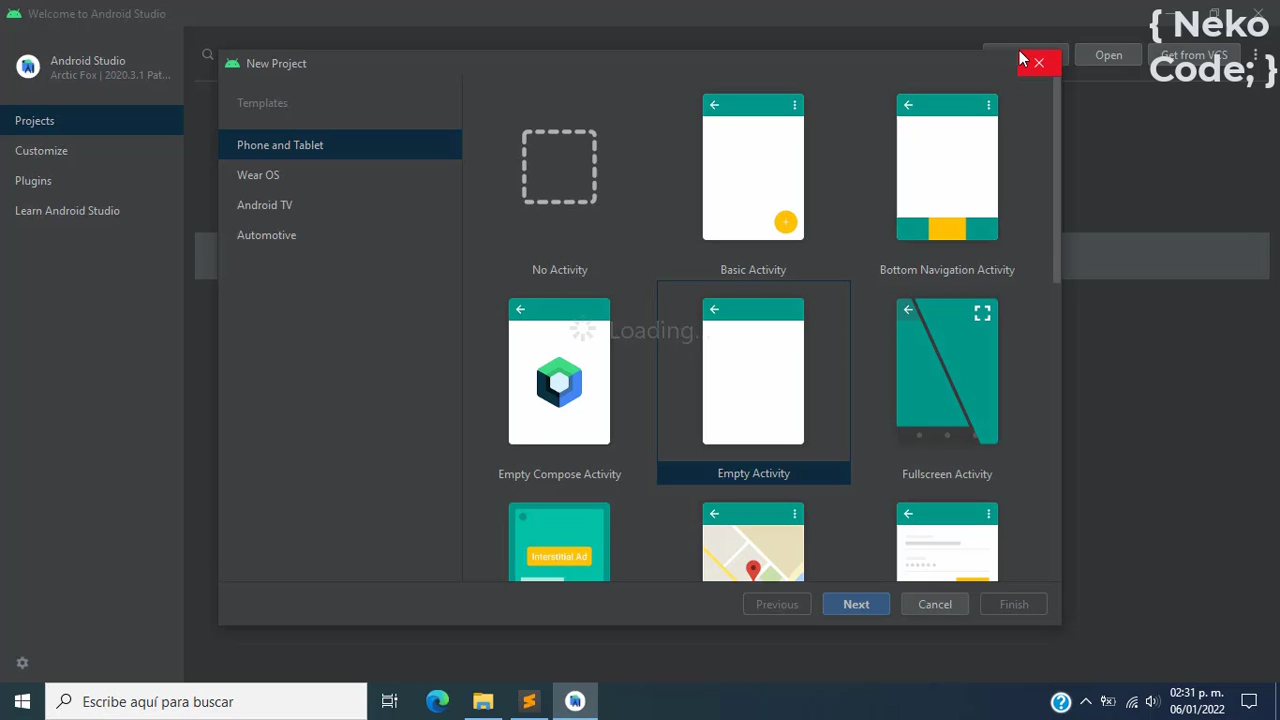 Welcome to Android Studio
{ Neko
Code; }
Android Studio
Arctic Fox | 2020.3.1 Pat...
Open
Get from VCS
New Project
Projects
Customize
Plugins
Learn Android Studio
Templates
Phone and Tablet
Wear OS
Android TV
Automotive
No Activity
Basic Activity
Bottom Navigation Activity
Loading...
Empty Compose Activity
Empty Activity
Fullscreen Activity
Interstitial Ad
Previous
Next
Cancel
Finish
Escribe aquí para buscar
02:31 p. m.
06/01/2022